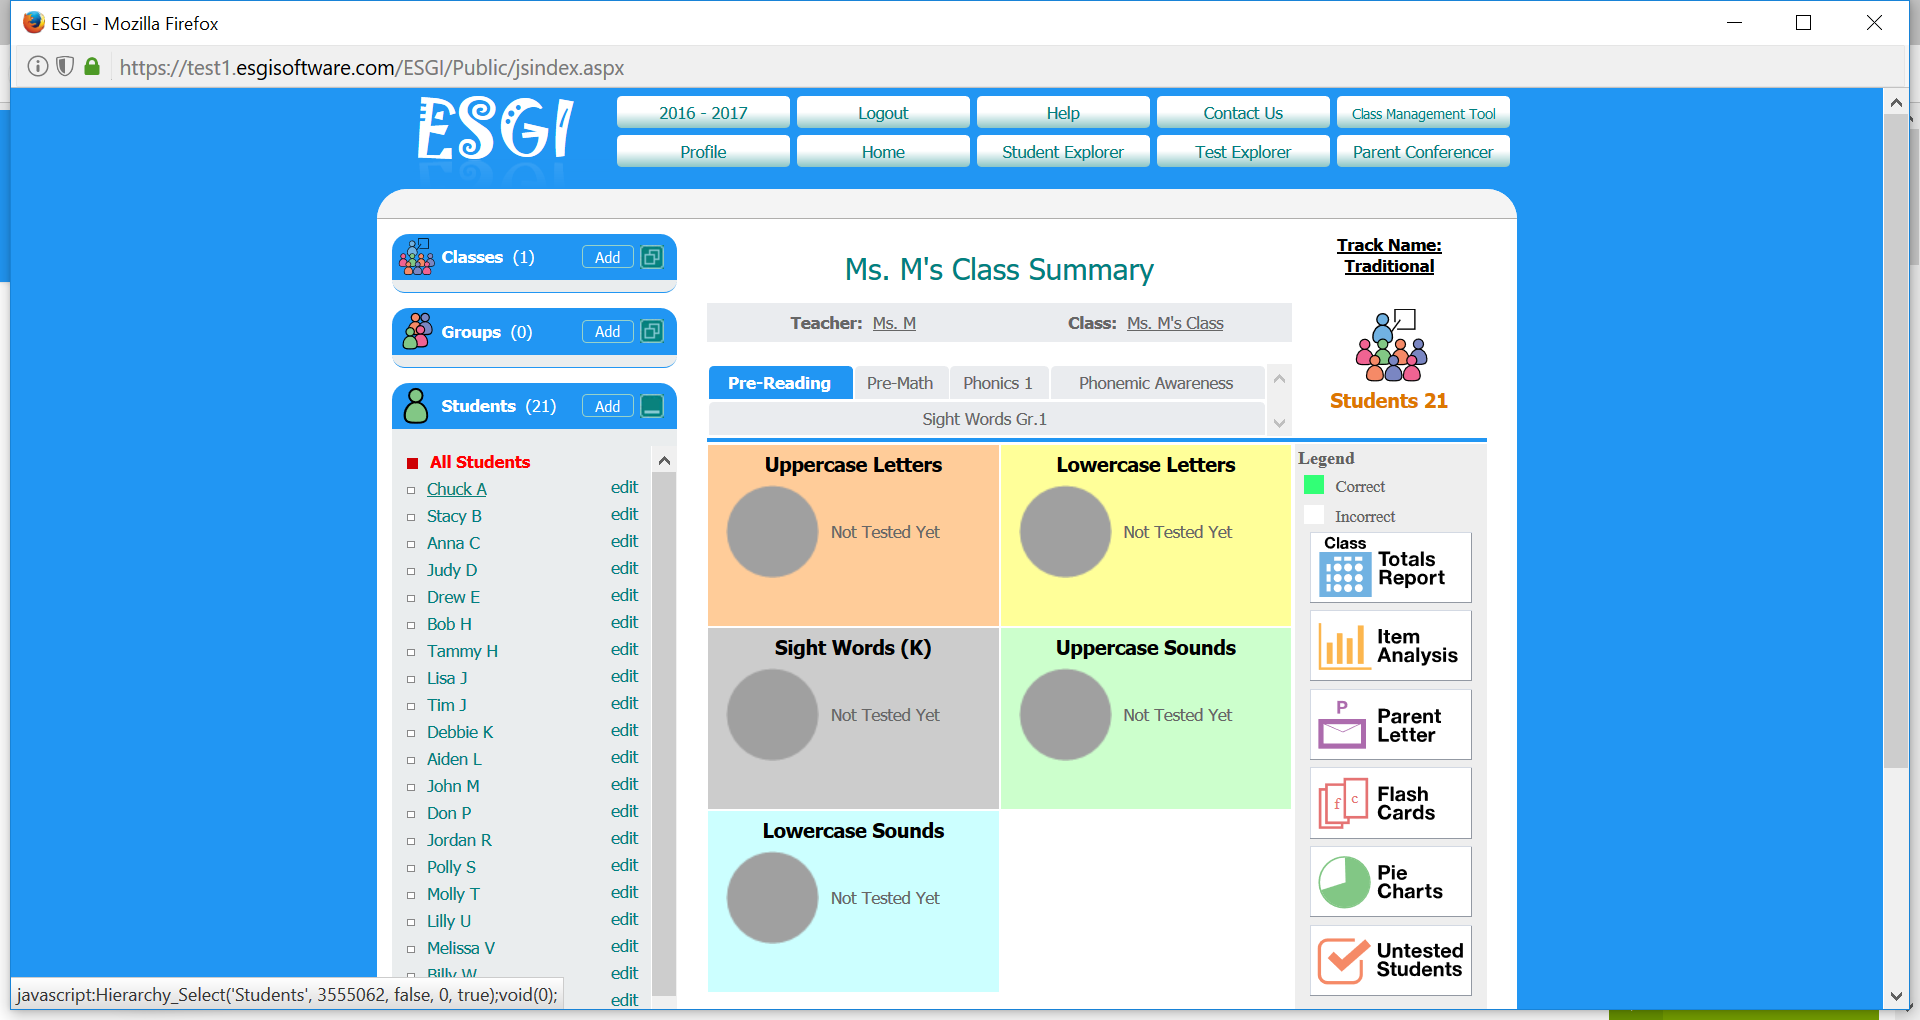 ESGI - Mozilla Firefox
https://test1.esgisoftware.com/ESGI/Public/jsindex.aspx
ESGI
2016 - 2017
Logout
Help
Contact Us
Class Management Tool
Profile
Home
Student Explorer
Test Explorer
Parent Conferencer
Classes (1)
Add
Groups (0)
Add
Students (21)
Add
All Students
Chuck A edit
Stacy B edit
Anna C edit
Judy D edit
Drew E edit
Bob H edit
Tammy H edit
Lisa J edit
Tim J edit
Debbie K edit
Aiden L edit
John M edit
Don P edit
Jordan R edit
Polly S edit
Molly T edit
Lilly U edit
Melissa V edit
Billy W edit
edit
javascript:Hierarchy_Select('Students', 3555062, false, 0, true);void(0);
Ms. M's Class Summary
Teacher: Ms. M
Class: Ms. M's Class
Pre-Reading
Pre-Math
Phonics 1
Phonemic Awareness
Sight Words Gr.1
Uppercase Letters
Not Tested Yet
Lowercase Letters
Not Tested Yet
Sight Words (K)
Not Tested Yet
Uppercase Sounds
Not Tested Yet
Lowercase Sounds
Not Tested Yet
Track Name:
Traditional
Students 21
Legend
Correct
Incorrect
Class
Totals
Report
Item
Analysis
P
Parent
Letter
f c
Flash
Cards
Pie
Charts
Untested
Students